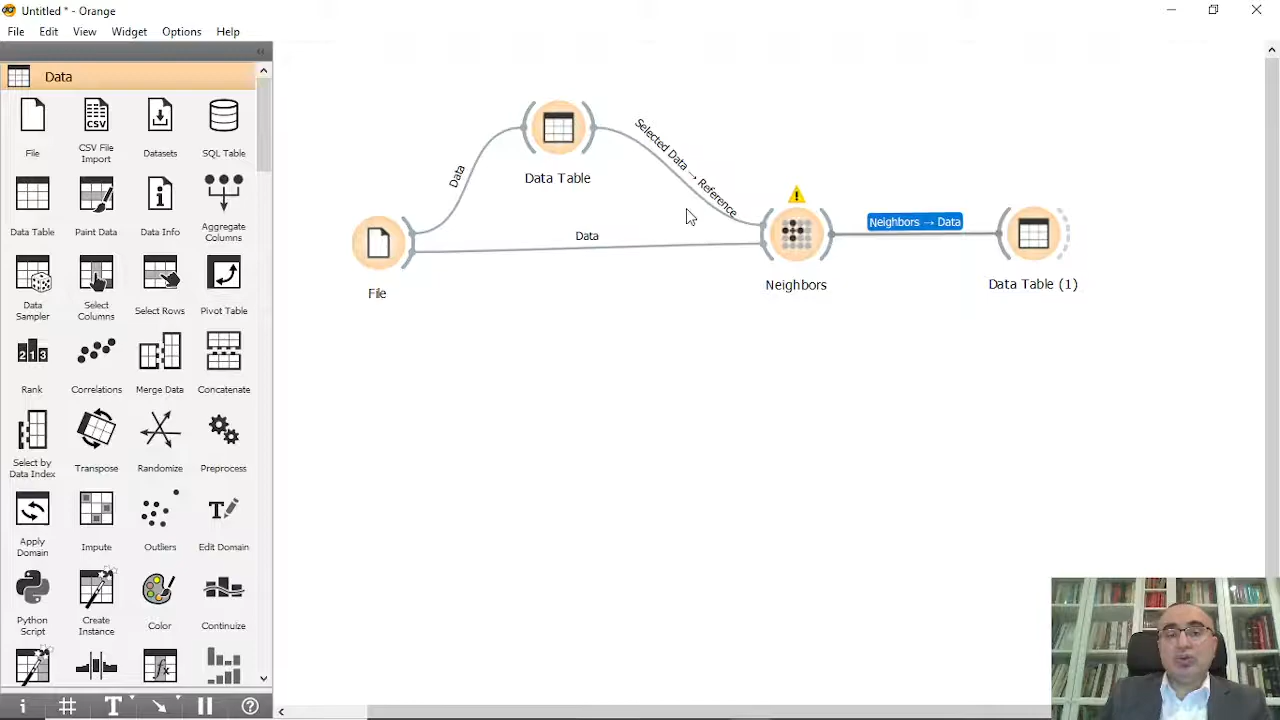 Untitled * - Orange
File Edit View Widget Options Help
Data
File
CSV File Import
Datasets
SQL Table
Data Table
Paint Data
Data Info
Aggregate Columns
Data Sampler
Select Columns
Select Rows
Pivot Table
Rank
Correlations
Merge Data
Concatenate
Select by Data Index
Transpose
Randomize
Preprocess
Apply Domain
Impute
Outliers
Edit Domain
Python Script
Create Instance
Color
Continuize
Data
Data Table
Selected Data → Reference
Data
File
Neighbors
Neighbors → Data
Data Table (1)